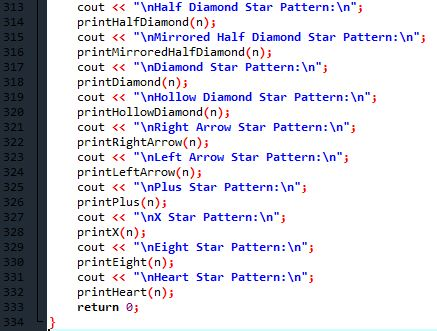 313 cout << "\nHalf Diamond Star Pattern:\n";
314 printHalfDiamond(n);
315 cout << "\nMirrored Half Diamond Star Pattern:\n";
316 printMirroredHalfDiamond(n);
317 cout << "\nDiamond Star Pattern:\n";
318 printDiamond(n);
319 cout << "\nHollow Diamond Star Pattern:\n";
320 printHollowDiamond(n);
321 cout << "\nRight Arrow Star Pattern:\n";
322 printRightArrow(n);
323 cout << "\nLeft Arrow Star Pattern:\n";
324 printLeftArrow(n);
325 cout << "\nPlus Star Pattern:\n";
326 printPlus(n);
327 cout << "\nX Star Pattern:\n";
328 printX(n);
329 cout << "\nEight Star Pattern:\n";
330 printEight(n);
331 cout << "\nHeart Star Pattern:\n";
332 printHeart(n);
333 return 0;
334 }